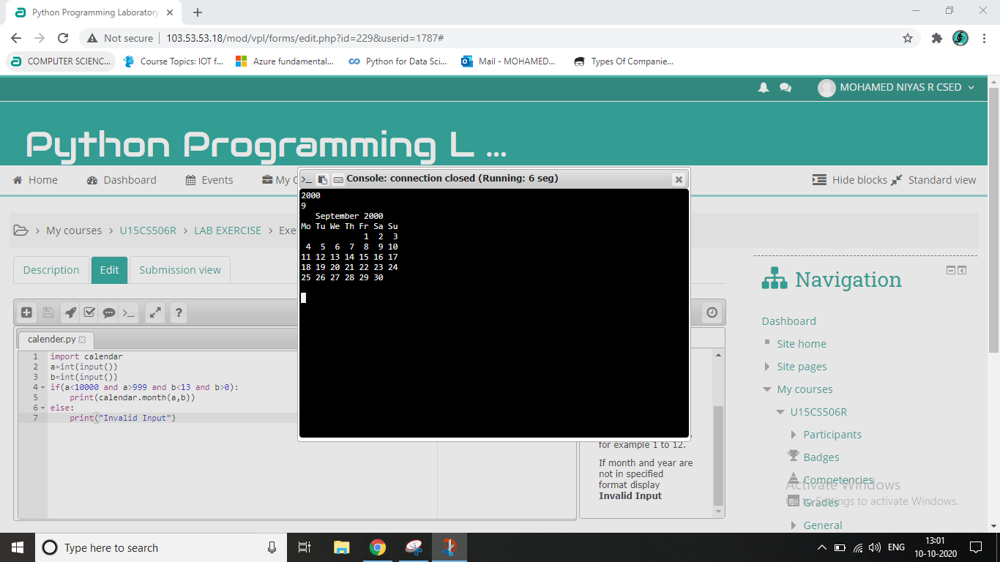 Python Programming Laboratory
Not secure 103.53.53.18/mod/vpl/forms/edit.php?id=229&userid=1787#
COMPUTER SCIENC... Course Topics: IOT f... Azure fundamental... Python for Data Sci... Mail - MOHAMED... Types Of Companie...
MOHAMED NIYAS R CSED
Python Programming L ...
Home Dashboard Events My C Hide blocks Standard view
Console: connection closed (Running: 6 seg)
2000
9
   September 2000
Mo Tu We Th Fr Sa Su
             1  2  3
 4  5  6  7  8  9 10
11 12 13 14 15 16 17
18 19 20 21 22 23 24
25 26 27 28 29 30
My courses > U15CS506R > LAB EXERCISE > Exe
Description Edit Submission view
calender.py
1 import calendar
2 a=int(input())
3 b=int(input())
4 if(a<10000 and a>999 and b<13 and b>0):
5     print(calendar.month(a,b))
6 else:
7     print("Invalid Input")
for example 1 to 12.
If month and year are
not in specified
format display
Invalid Input
Navigation
Dashboard
Site home
Site pages
My courses
U15CS506R
Participants
Badges
Competencies
Grades
General
Activate Windows
Go to Settings to activate Windows.
Type here to search
ENG
13:01
10-10-2020